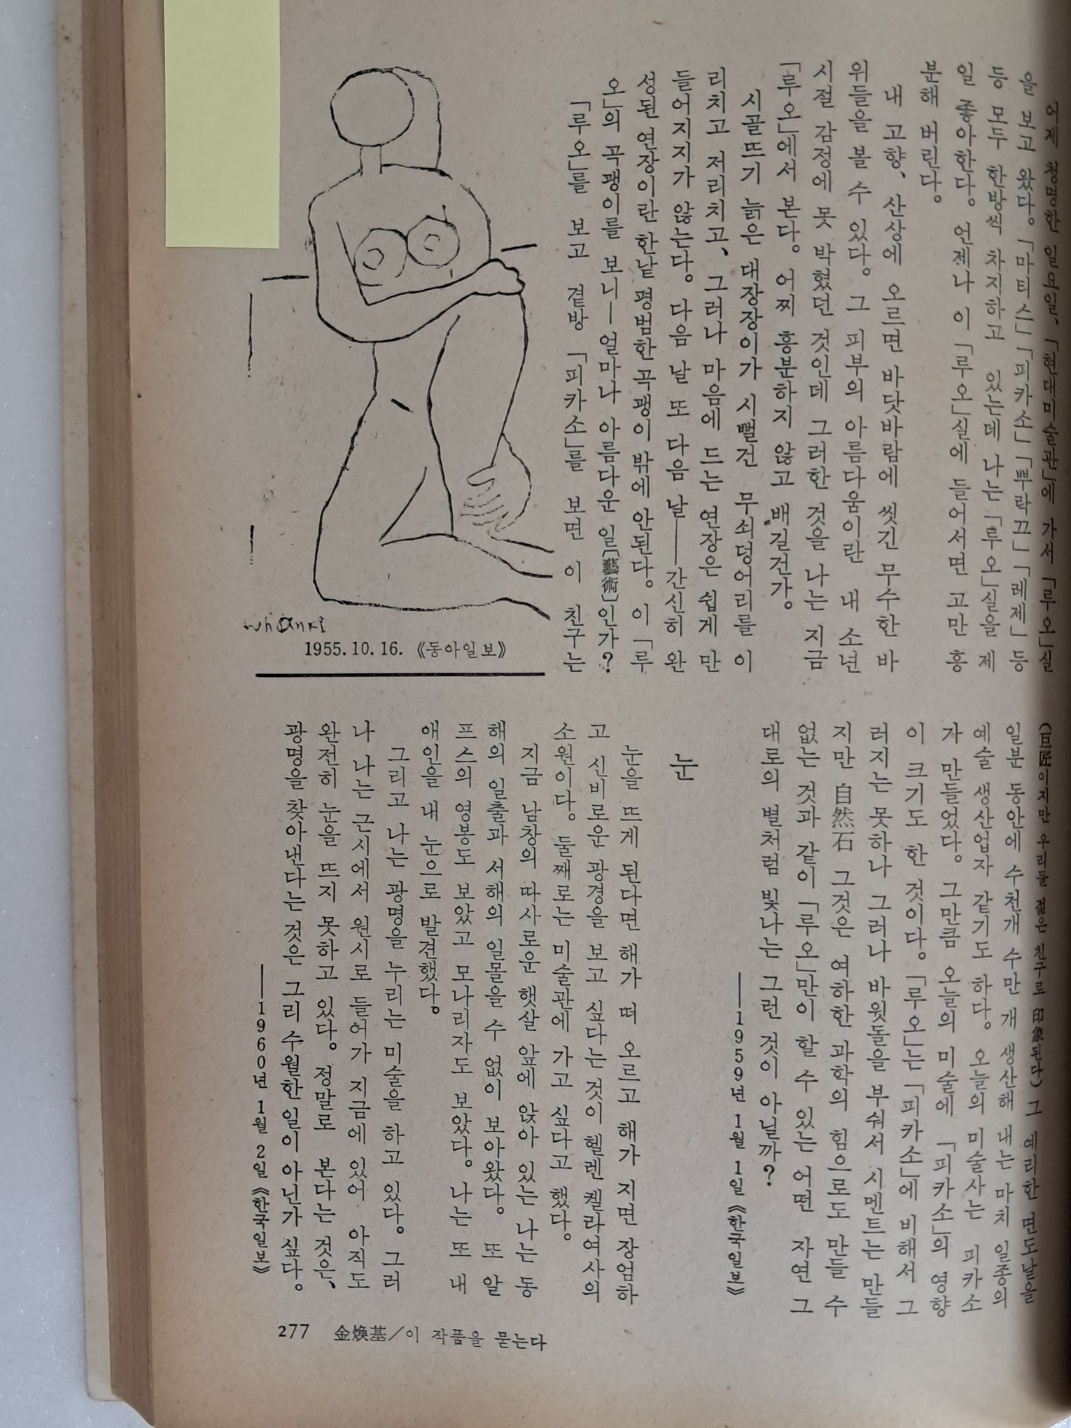 어제 청명한 일요일, 「현대미술관」에 가서 「루오」실
을 보고 왔다. 「마티스」 「피카소」 「뿌락끄」 「레제」 등
등 모두 한방씩 차지하고 있는데 나는 「루오」실을 제
일 좋아한다. 언제나 이 「루오」실에 들어서면 고만 흥
분해 버린다.
내 고향, 산상에 오르면 바닷바람에 씻긴 무수한 바
위들을 볼 수 있다. 그 피부의 아름다움이란 내 소년
시절 감정에 못 박혔던 것인데 그러한 것을 나는 지금
「루오」에서 본다. 어찌 흥분하지 않고 배길건가.
시골뜨기 늙은 대장장이가 시뻘건 무쇠덩어리를 이
리치고 저리치고, 그러나 마음에 드는 연장은 쉽게 만
들어지지가 않는다. 다음 날 또 다음 날──간신히 완
성된 연장이란 한낱 평범한 곡괭이 밖에 안된다. 이 「루
오」의 곡괭이를 보니─얼마나 아름다운 일[藝術]인가?
「루오」를 보고 곁방 「피카소」를 보면 이 친구는
whanki
1955. 10. 16. 《동아일보》
(巨匠이지만 우리들 젊은 친구로 印象된다) 그 예리한 면도날을
일분 동안에 수천개 수만 개 생산해 내는 마치 일종의
예술 생산업자 같기도 하다. 오늘의 미술사는 피카소
가 만들었다. 그만큼 오늘의 미술에 「피카소」의 영향
이 크기도 한 것이다. 「루오」는 「피카소」에 비해서 그
러지는 못하나 그러나 바윗돌을 부숴서 시멘트는 만들
지만 自然石 그것은 여하한 과학의 힘으로도 만들 수
없는 것과 같이 「루오」만이 할 수 있는 어떤 자연 그
대로의 별처럼 빛나는 그런 것이 아닐까?
──1959년 1월 1일 《한국일보》
눈
눈을 뜨게 된다면 해가 떠 오르고 해가 지면 장엄하
고 신비로운 광경을 보고 싶다는 것이 헬렌 켈라여사의
소원이다. 둘째로는 미술관에 가고 싶다고 했다.
지금 남창의 따사로운 햇살 앞에 앉아 있는 나는 동
해의 일출과 서해의 일몰을 수 없이 보아왔다. 또 알
프스의 영봉도 보았고 모나리자도 보았다. 나는 또 내
애인을 내 눈으로 발견했다.
그리고 나는 광명을 누리는 미술을 하고 있다. 그러
나 나는 근시에서 원시로 들어가 지금에 있어 아직도
완전히 눈을 뜨지 못하고 있다. 정말로 본다는 것은,
광명을 찾아낸다는 것은 그리 수월한 일이 아닌가 싶다.
──1960년 1월 2일 《한국일보》
277 金煥基／이 작품을 묻는다